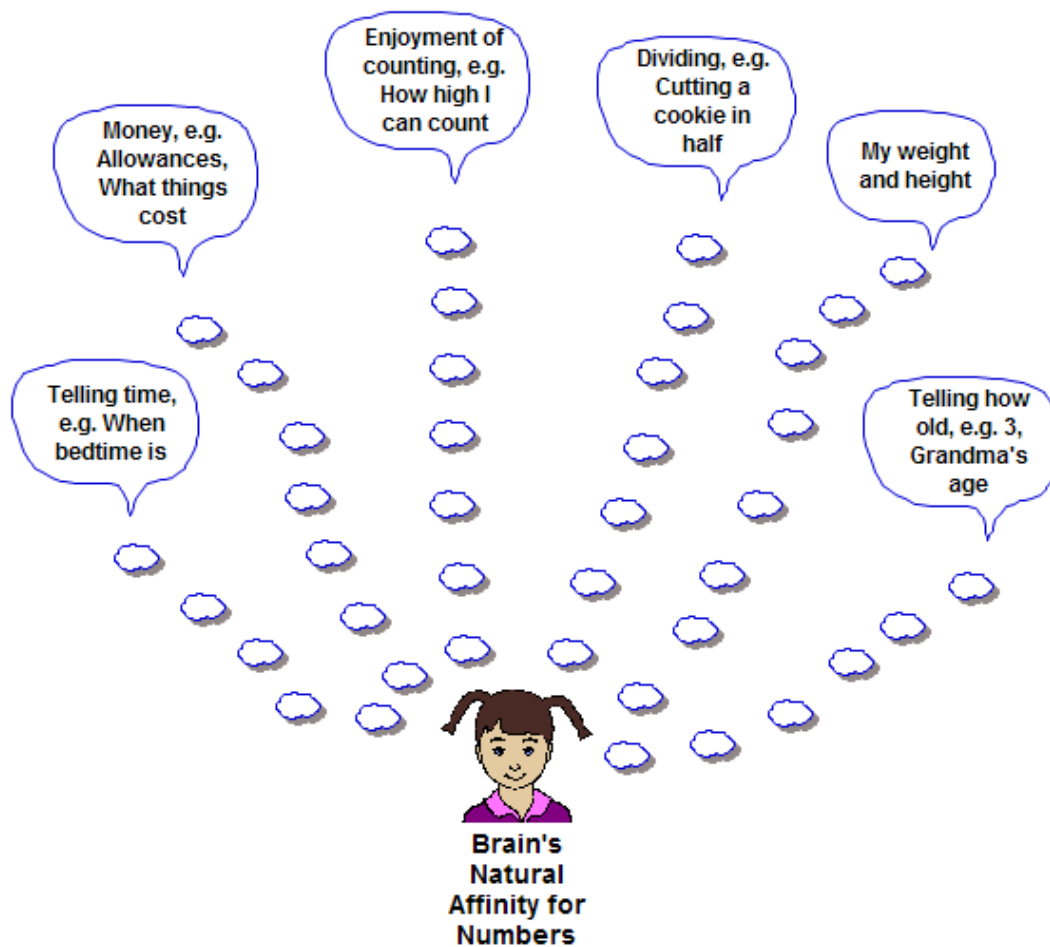 Enjoyment of
counting, e.g.
How high I
can count
Dividing, e.g.
Cutting a
cookie in
half
Money, e.g.
Allowances,
What things
cost
My weight
and height
Telling time,
e.g. When
bedtime is
Telling how
old, e.g. 3,
Grandma's
age
Brain's
Natural
Affinity for
Numbers